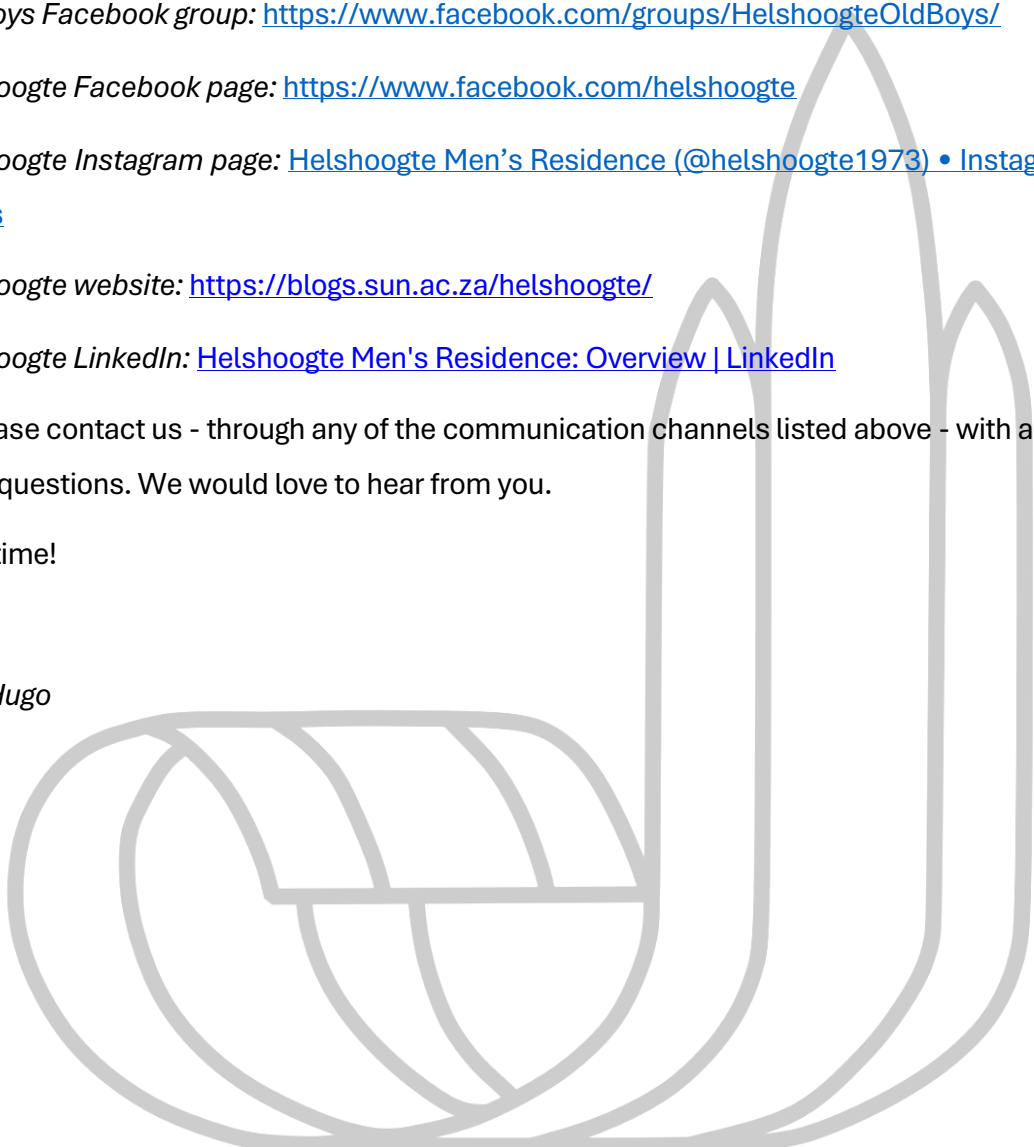 oys Facebook group: https://www.facebook.com/groups/HelshoogteOldBoys/
oogte Facebook page: https://www.facebook.com/helshoogte
oogte Instagram page: Helshoogte Men’s Residence (@helshoogte1973) • Instag
s
oogte website: https://blogs.sun.ac.za/helshoogte/
oogte LinkedIn: Helshoogte Men's Residence: Overview | LinkedIn
ase contact us - through any of the communication channels listed above - with a
questions. We would love to hear from you.
time!
Hugo